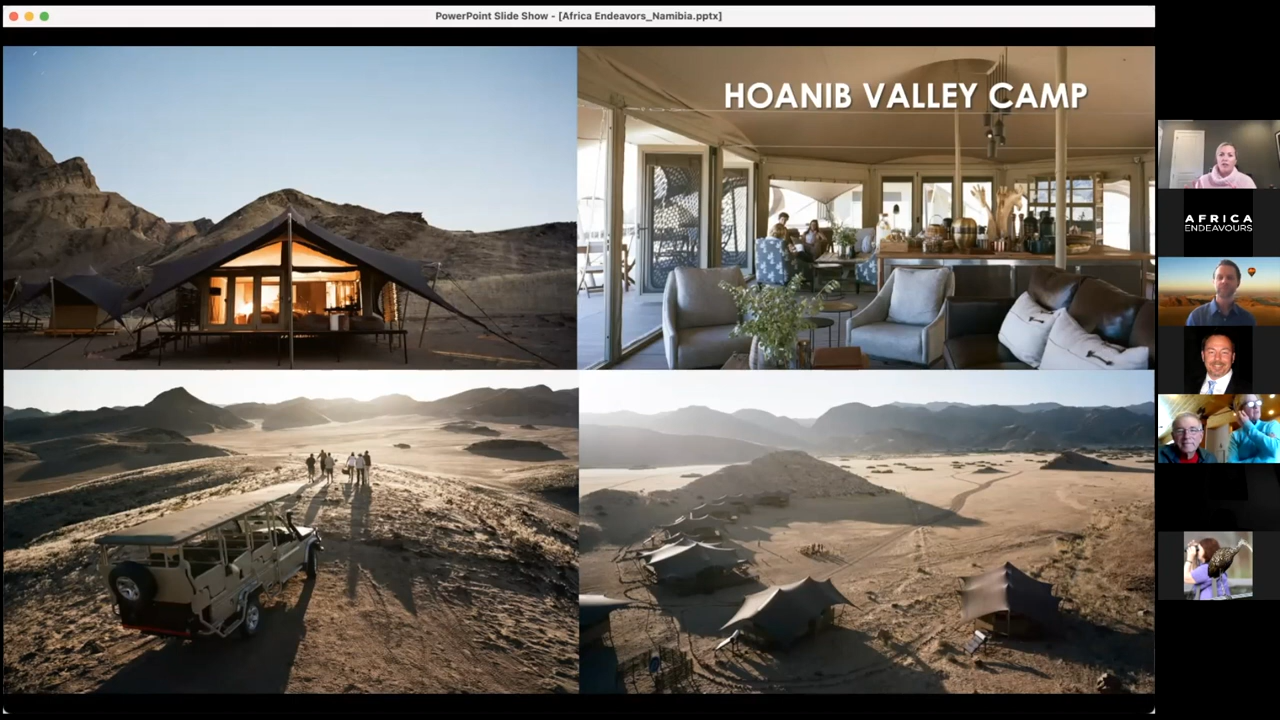 PowerPoint Slide Show - [Africa Endeavors_Namibia.pptx]
HOANIB VALLEY CAMP
AFRICA
ENDEAVOURS